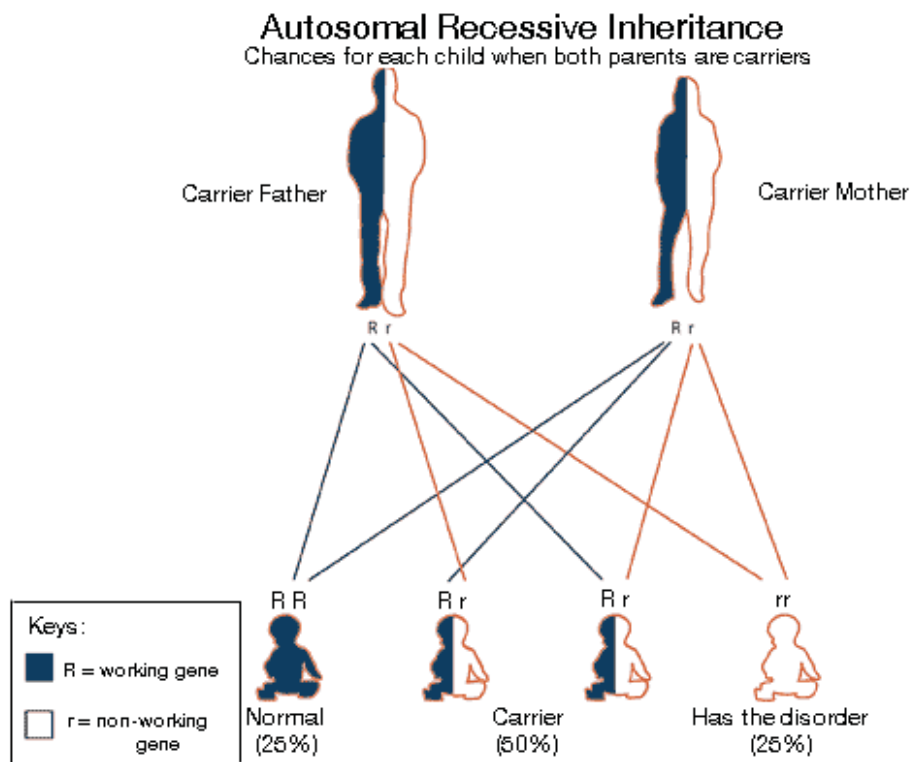 Autosomal Recessive Inheritance
Chances for each child when both parents are carriers
Carrier Father
Carrier Mother
R r
R r
R R
R r
R r
rr
Keys:
R = working gene
r = non-working
gene
Normal
(25%)
Carrier
(50%)
Has the disorder
(25%)